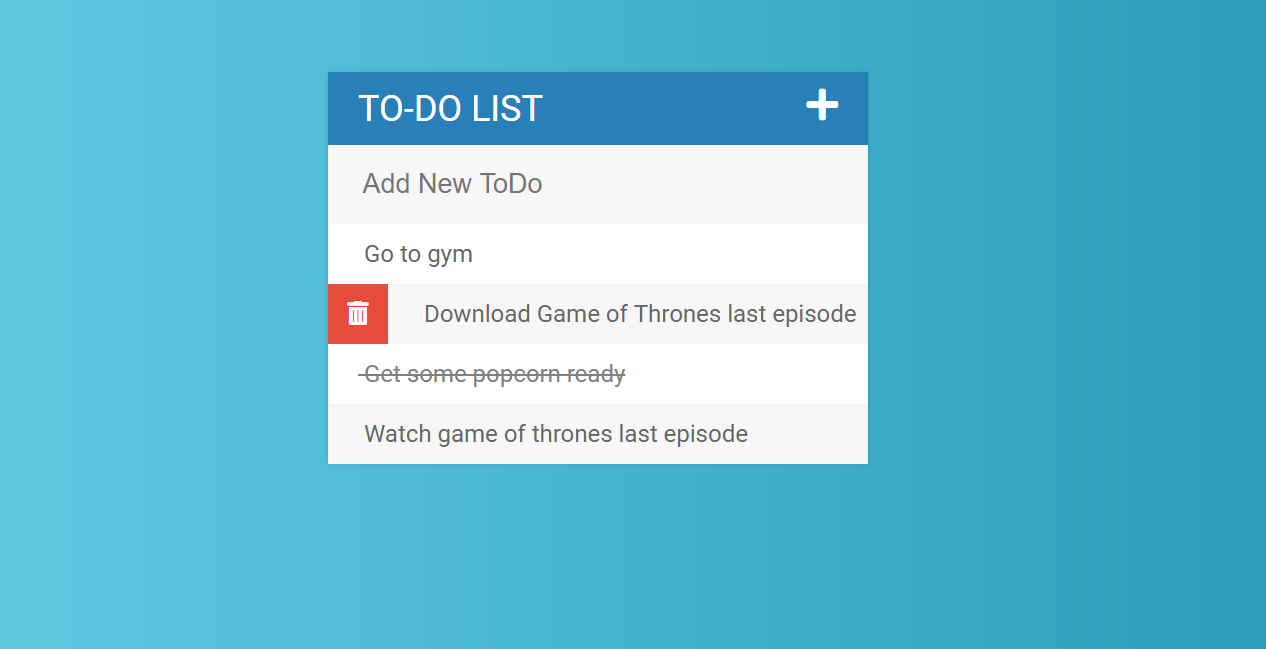 TO-DO LIST
Add New ToDo
Go to gym
Download Game of Thrones last episode
Get some popcorn ready
Watch game of thrones last episode